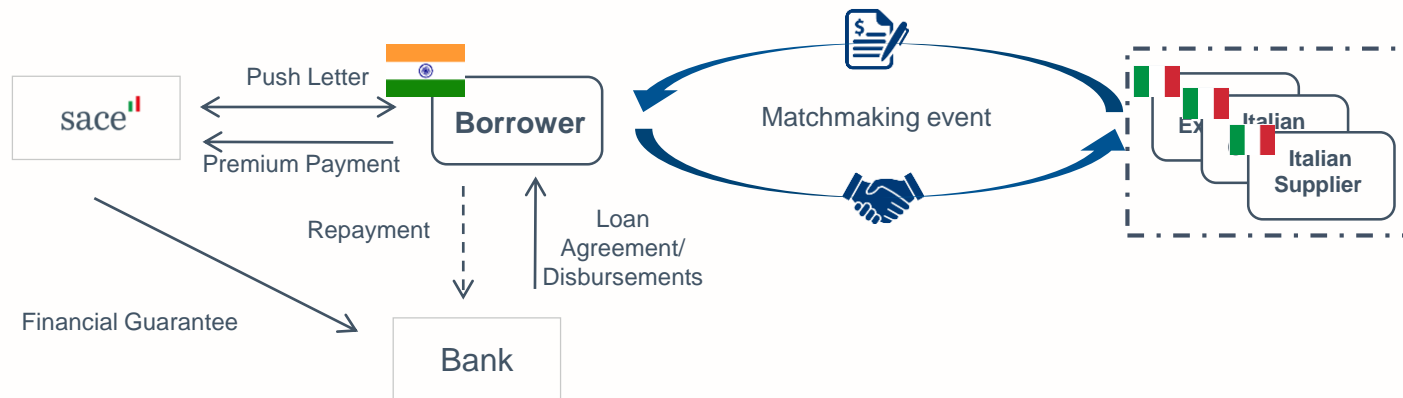 sace
Push Letter
Premium Payment
Borrower
Matchmaking event
Italian
Italian
Supplier
Repayment
Loan
Agreement/
Disbursements
Financial Guarantee
Bank
$